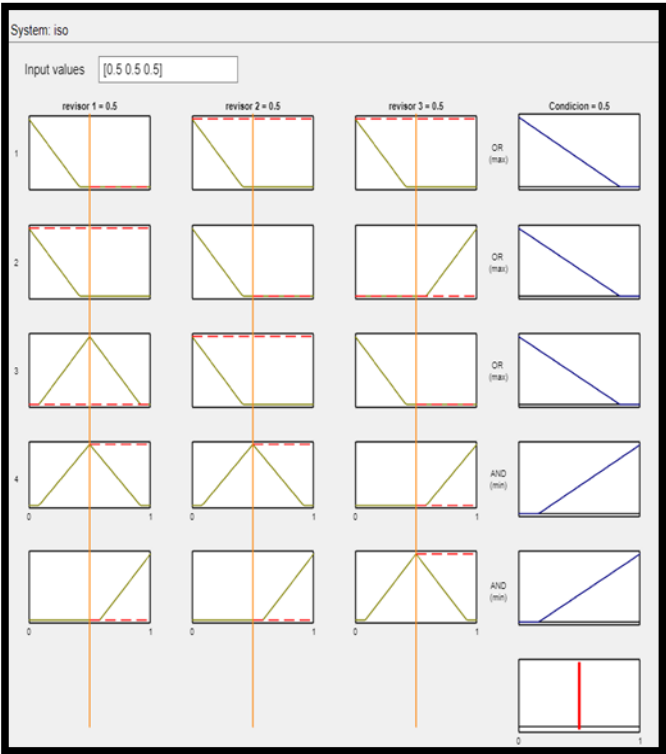 System: iso
Input values [0.5 0.5 0.5]
revisor 1 = 0.5 revisor 2 = 0.5 revisor 3 = 0.5 Condicion = 0.5
1 OR
(max)
2 OR
(max)
3 OR
(max)
4 AND
(min)
0 1 0 1 0 1
AND
(min)
0 1 0 1 0 1
0 1